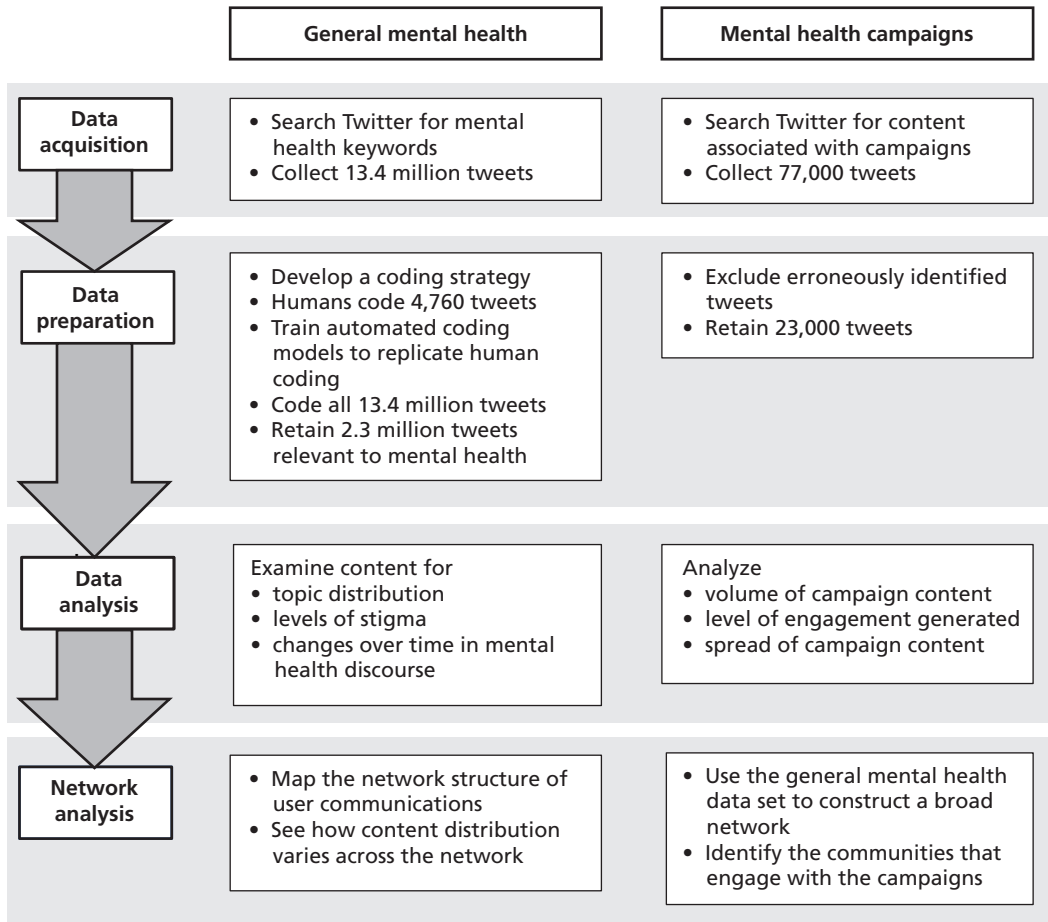 General mental health
Mental health campaigns
Data
acquisition
• Search Twitter for mental
health keywords
• Collect 13.4 million tweets
• Search Twitter for content
associated with campaigns
• Collect 77,000 tweets
Data
preparation
• Develop a coding strategy
• Humans code 4,760 tweets
• Train automated coding
models to replicate human
coding
• Code all 13.4 million tweets
• Retain 2.3 million tweets
relevant to mental health
• Exclude erroneously identified
tweets
• Retain 23,000 tweets
Data
analysis
Examine content for
• topic distribution
• levels of stigma
• changes over time in mental
health discourse
Analyze
• volume of campaign content
• level of engagement generated
• spread of campaign content
Network
analysis
• Map the network structure of
user communications
• See how content distribution
varies across the network
• Use the general mental health
data set to construct a broad
network
• Identify the communities that
engage with the campaigns